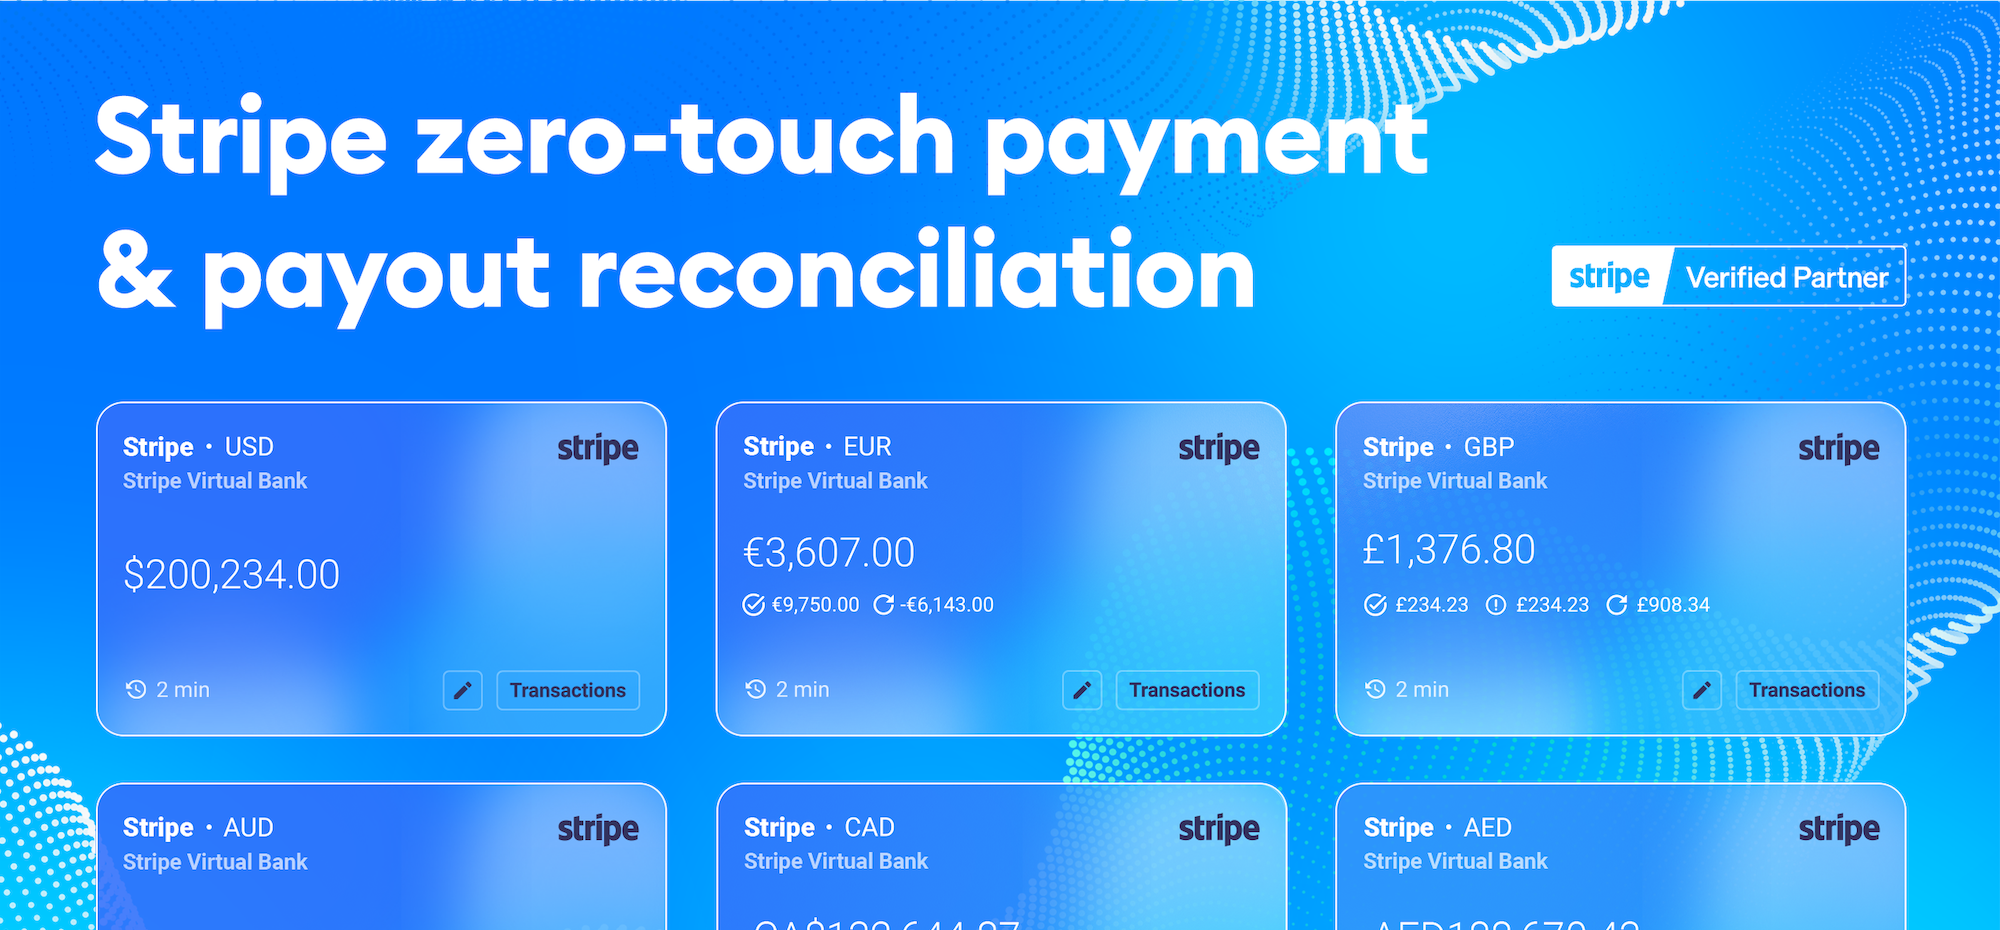 Stripe zero-touch payment
& payout reconciliation
stripe Verified Partner
Stripe • USD
stripe
Stripe Virtual Bank
$200,234.00
2 min
Transactions
Stripe • EUR
stripe
Stripe Virtual Bank
€3,607.00
€9,750.00 -€6,143.00
2 min
Transactions
Stripe • GBP
stripe
Stripe Virtual Bank
£1,376.80
£234.23 £234.23 £908.34
2 min
Transactions
Stripe • AUD
stripe
Stripe Virtual Bank
Stripe • CAD
stripe
Stripe Virtual Bank
Stripe • AED
stripe
Stripe Virtual Bank